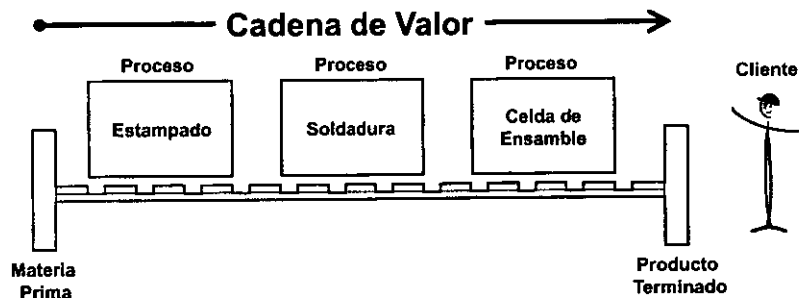 Cadena de Valor
Proceso
Proceso
Proceso
Cliente
Estampado
Soldadura
Celda de
Ensamble
Materia
Prima
Producto
Terminado